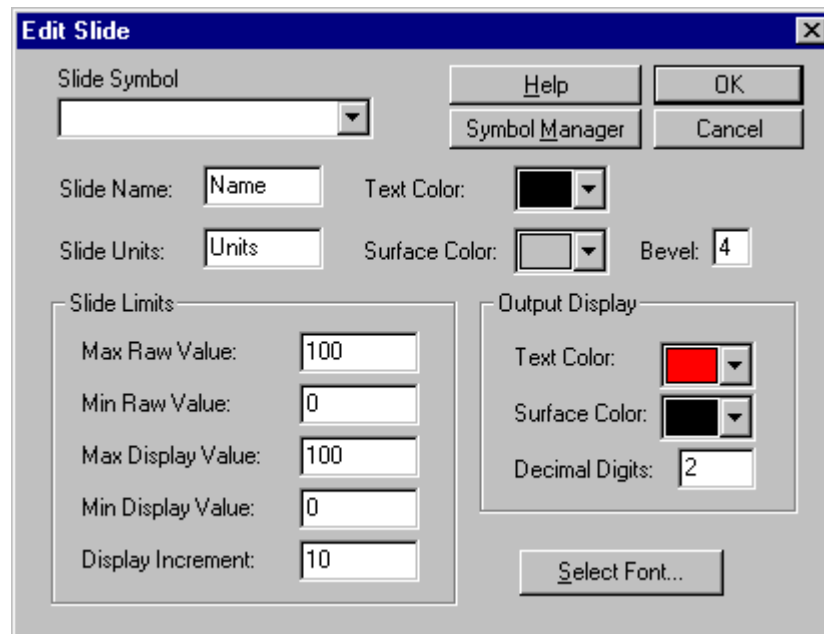 Edit Slide
Slide Symbol
Help
OK
Symbol Manager
Cancel
Slide Name: Name Text Color:
Slide Units: Units Surface Color: Bevel: 4
Slide Limits
Max Raw Value: 100
Min Raw Value: 0
Max Display Value: 100
Min Display Value: 0
Display Increment: 10
Output Display
Text Color:
Surface Color:
Decimal Digits: 2
Select Font...